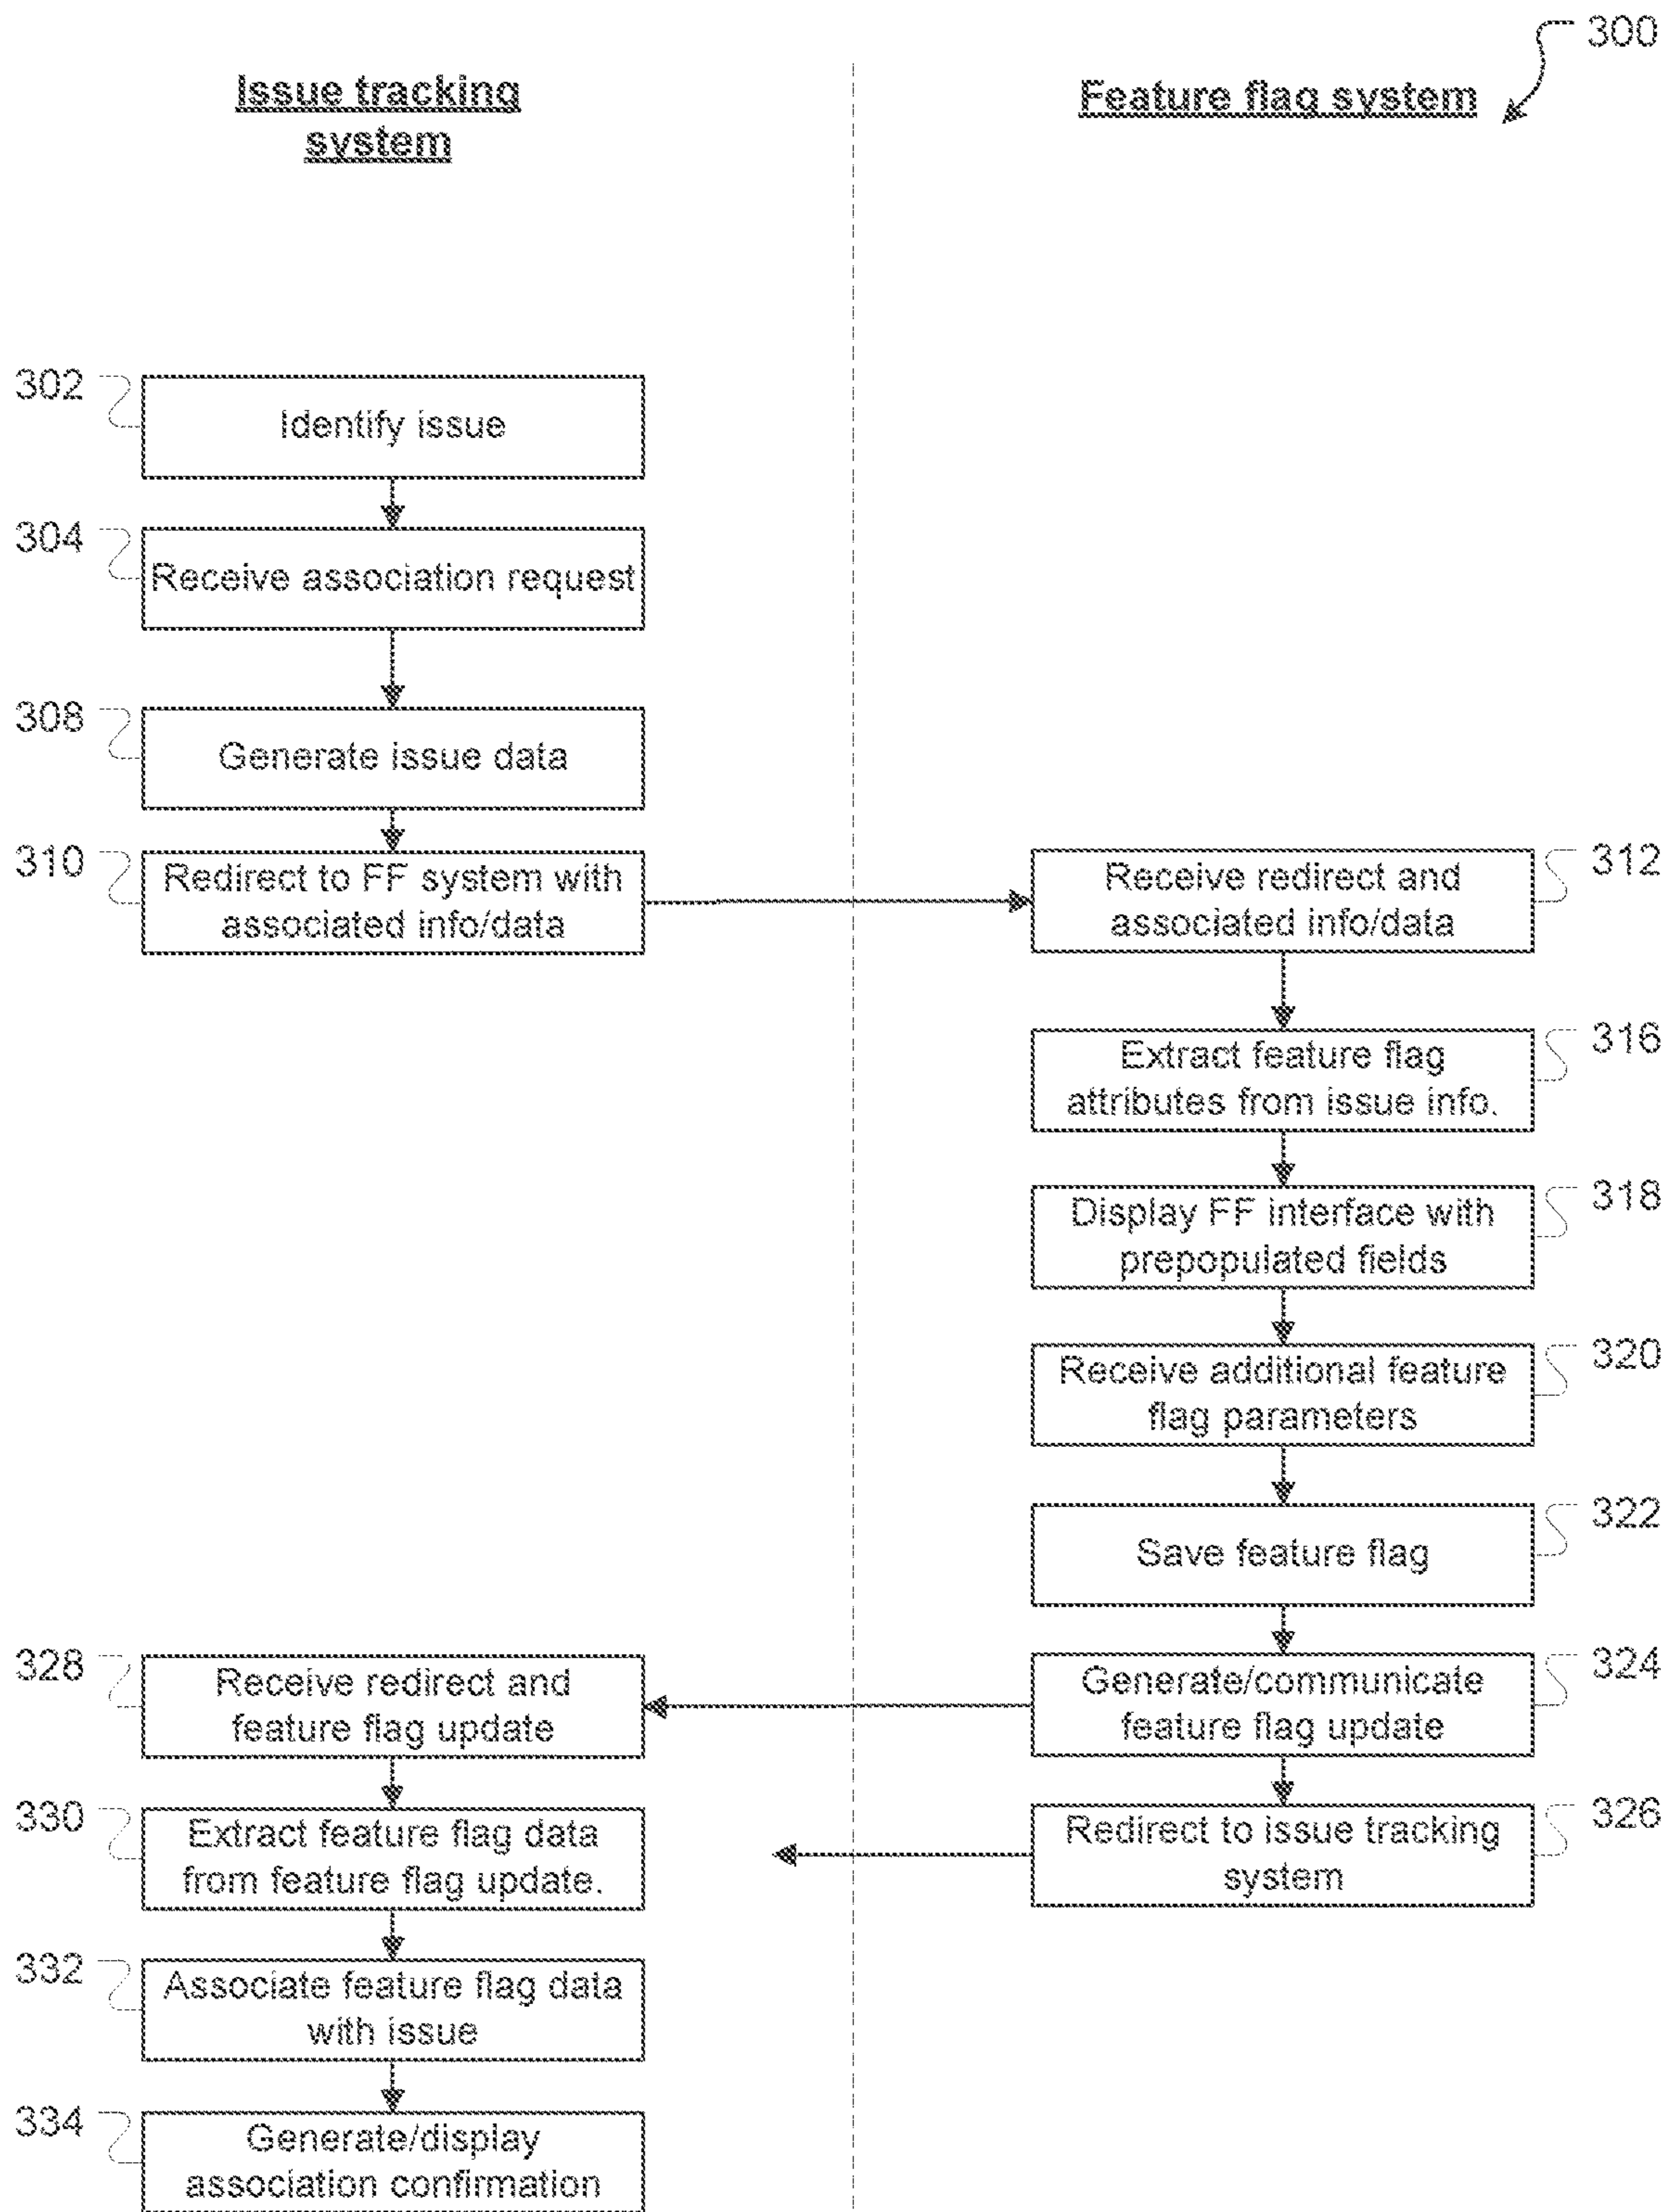 300
Issue tracking
system
Feature flag system
302
Identify issue
304
Receive association request
308
Generate issue data
310
Redirect to FF system with
associated info/data
Receive redirect and
associated info/data
312
Extract feature flag
attributes from issue info.
316
Display FF interface with
prepopulated fields
318
Receive additional feature
flag parameters
320
Save feature flag
322
328
Receive redirect and
feature flag update
Generate/communicate
feature flag update
324
330
Extract feature flag data
from feature flag update.
Redirect to issue tracking
system
326
332
Associate feature flag data
with issue
334
Generate/display
association confirmation